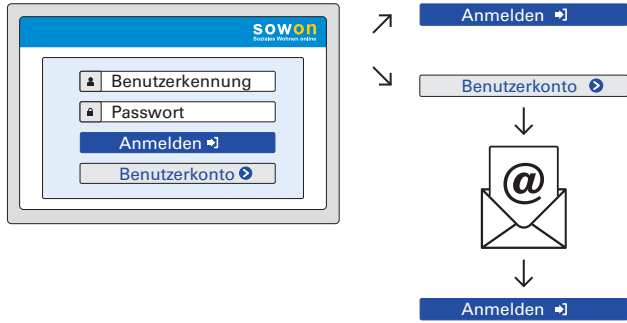 sowon
Soziales Wohnen online
Benutzerkennung
Passwort
Anmelden
Benutzerkonto
Anmelden
Benutzerkonto
@
Anmelden